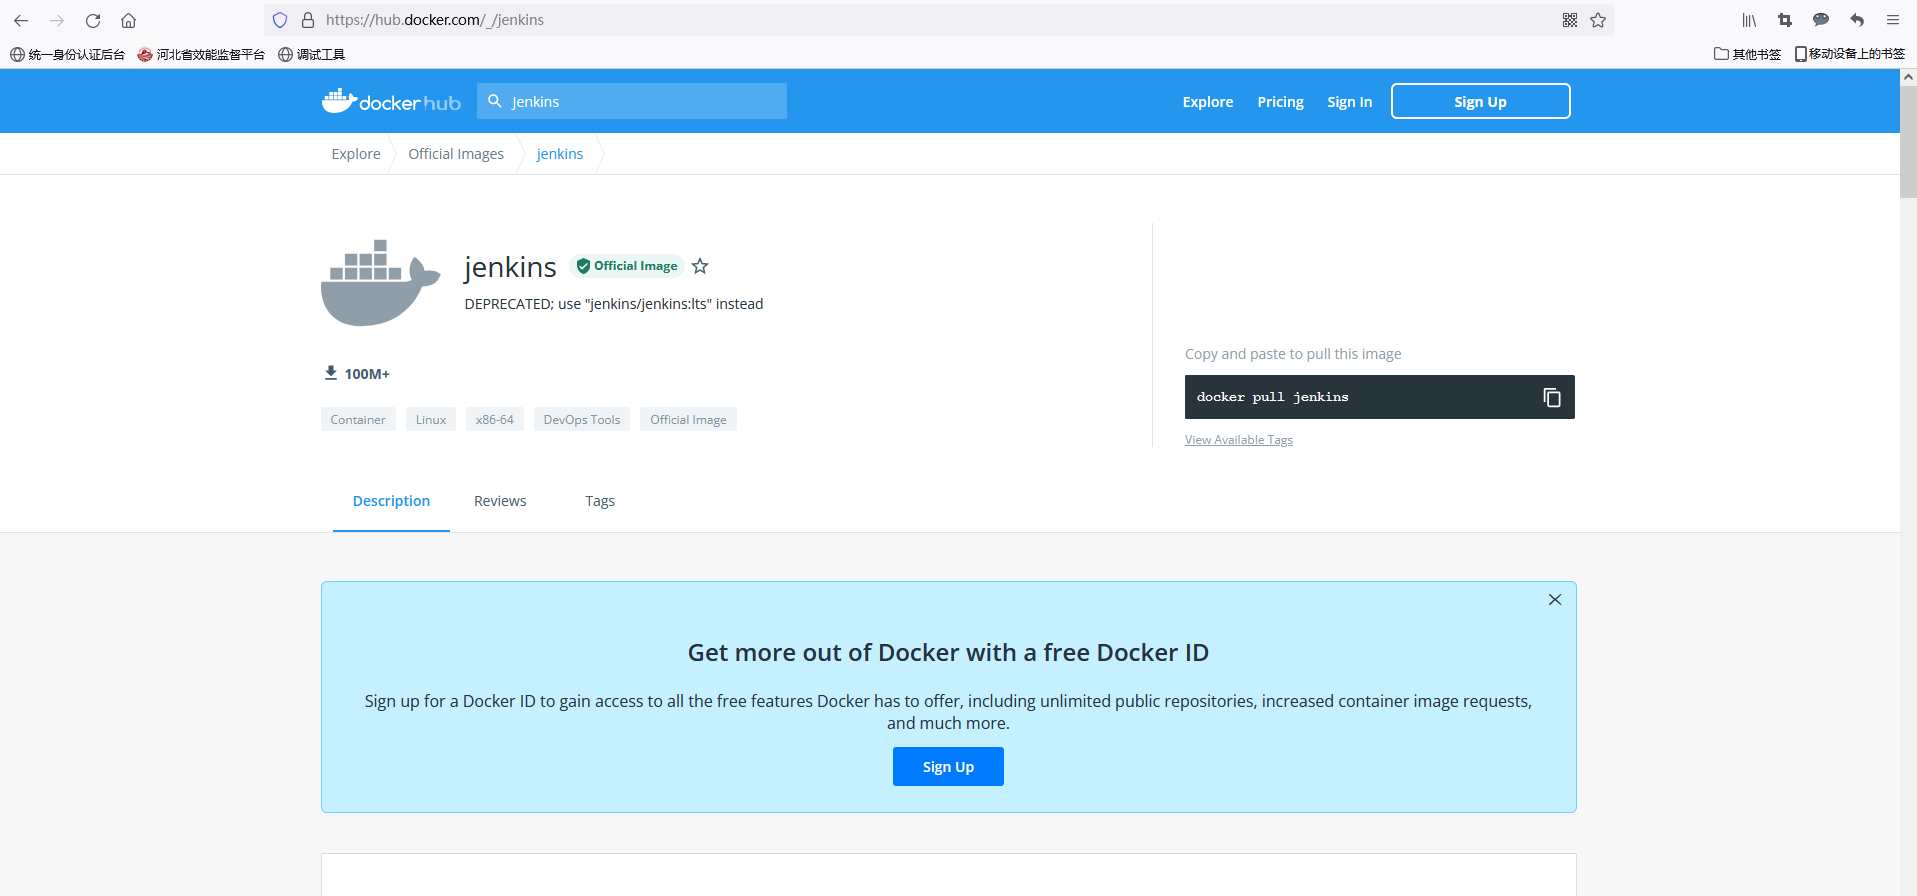 https://hub.docker.com/_/jenkins
统一身份认证后台 河北省效能监督平台 调试工具 其他书签 移动设备上的书签
dockerhub Jenkins Explore Pricing Sign In Sign Up
Explore Official Images jenkins
jenkins Official Image
DEPRECATED; use "jenkins/jenkins:lts" instead
100M+
Container Linux x86-64 DevOps Tools Official Image
Copy and paste to pull this image
docker pull jenkins
View Available Tags
Description Reviews Tags
Get more out of Docker with a free Docker ID
Sign up for a Docker ID to gain access to all the free features Docker has to offer, including unlimited public repositories, increased container image requests,
and much more.
Sign Up